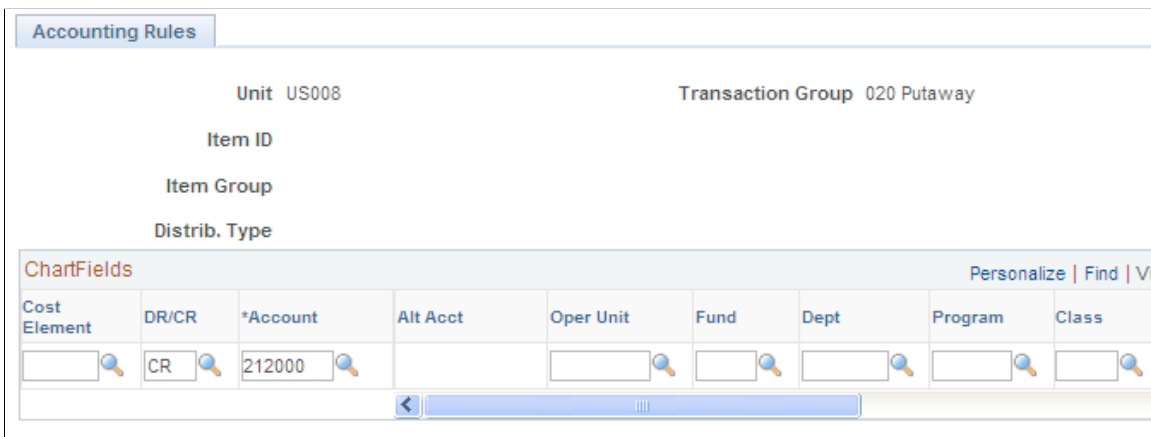 Accounting Rules
Unit US008 Transaction Group 020 Putaway
Item ID
Item Group
Distrib. Type
ChartFields Personalize | Find |
Cost Element DR/CR *Account Alt Acct Oper Unit Fund Dept Program Class
CR 212000